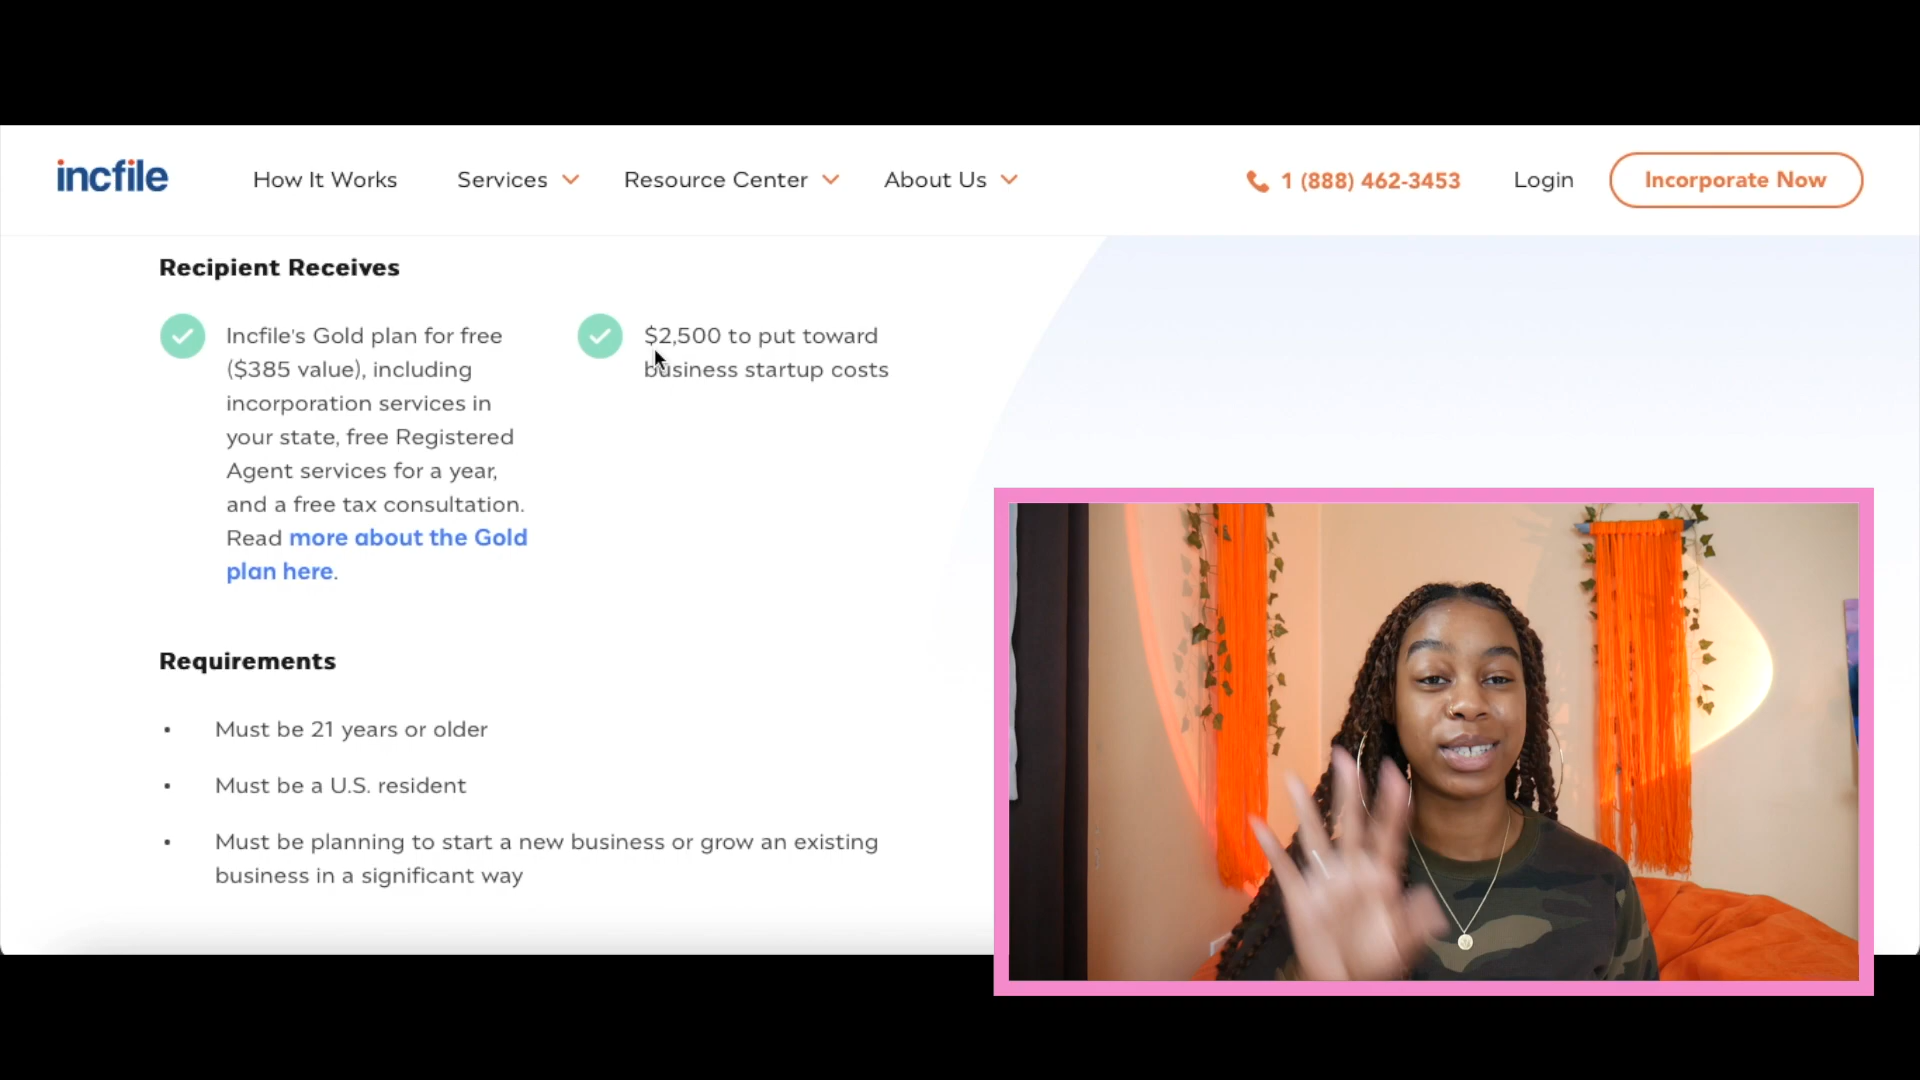 incfile
How It Works
Services
Resource Center
About Us
1 (888) 462-3453
Login
Incorporate Now
Recipient Receives
Incfile's Gold plan for free
($385 value), including
incorporation services in
your state, free Registered
Agent services for a year,
and a free tax consultation.
Read more about the Gold
plan here.
$2,500 to put toward
business startup costs
Requirements
• Must be 21 years or older
• Must be a U.S. resident
• Must be planning to start a new business or grow an existing
business in a significant way